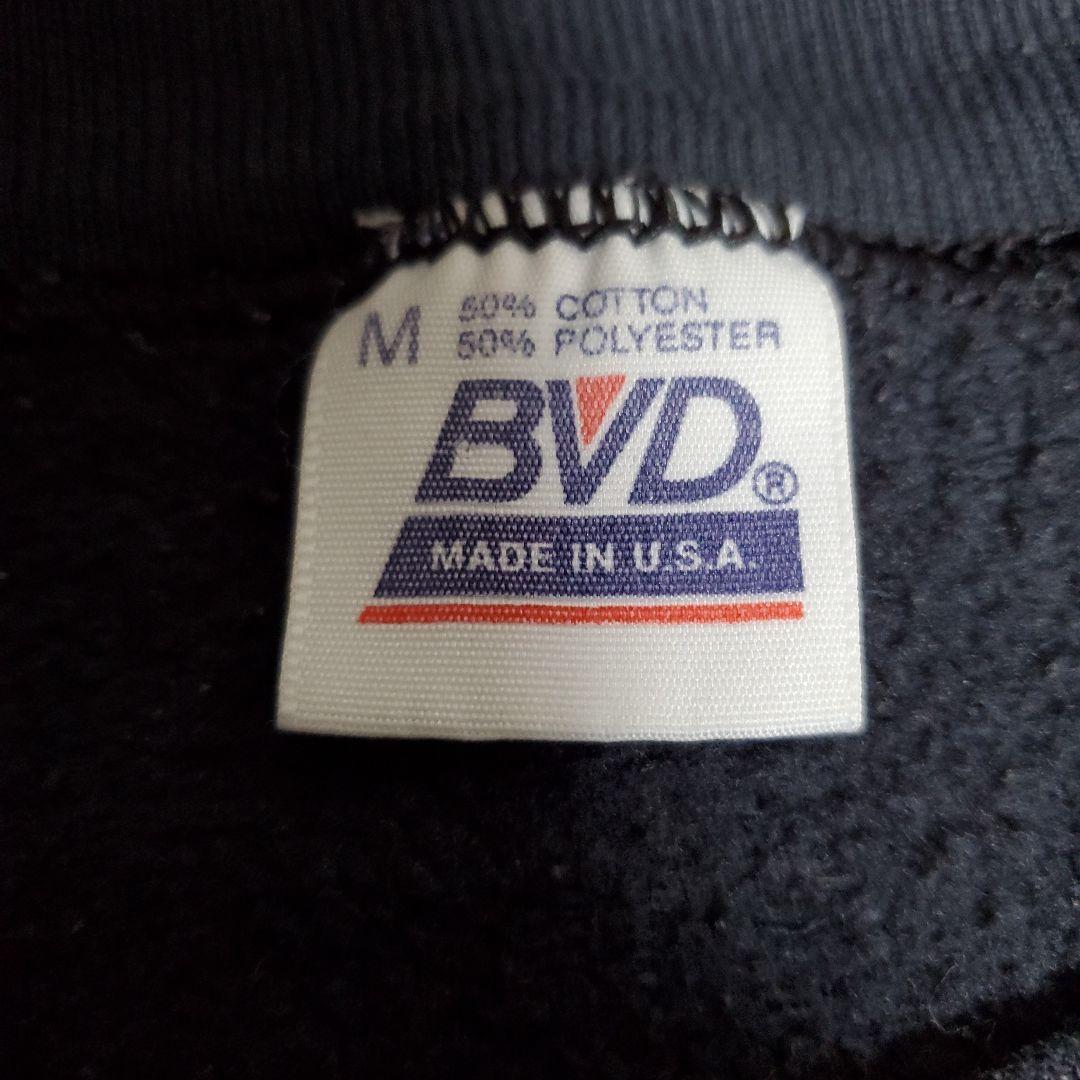 M 50% COTTON
50% POLYESTER
BVD®
MADE IN U.S.A.